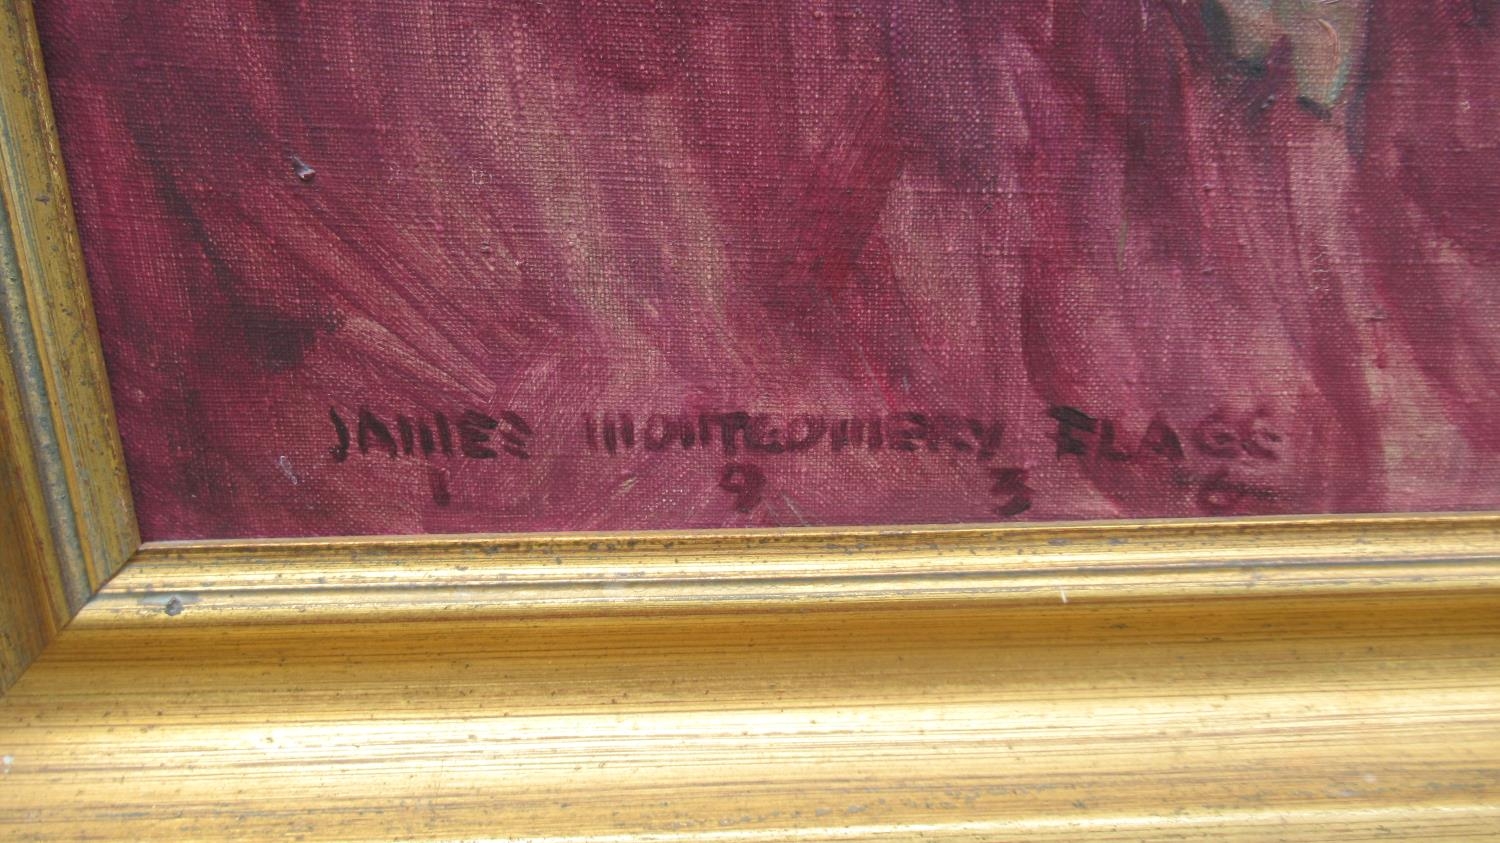 JAMES MONTGOMERY FLAGG
1 9 3 6